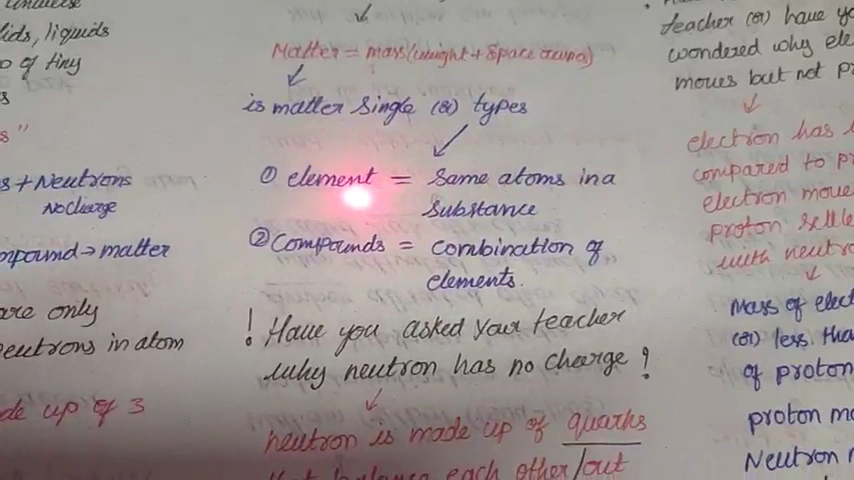 lids, liquids
o of tiny
s
s"
s + Neutrons
No charge
mpound → matter
are only
neutrons in atom
de up of 3
Matter = mass (weight + Space
is matter single (or) types
① element = Same atoms in a
Substance
② Compounds = combination of
elements.
! Have you asked your teacher
why neutron has no charge !
neutron is made up of quarks
each other/out
teacher (or) have yo
wondered why ele
moves but not p
electron has
compared to p
electron move
proton settle
with neutr
Mass of elect
(or) less. tha
of proton
proton ma
Neutron